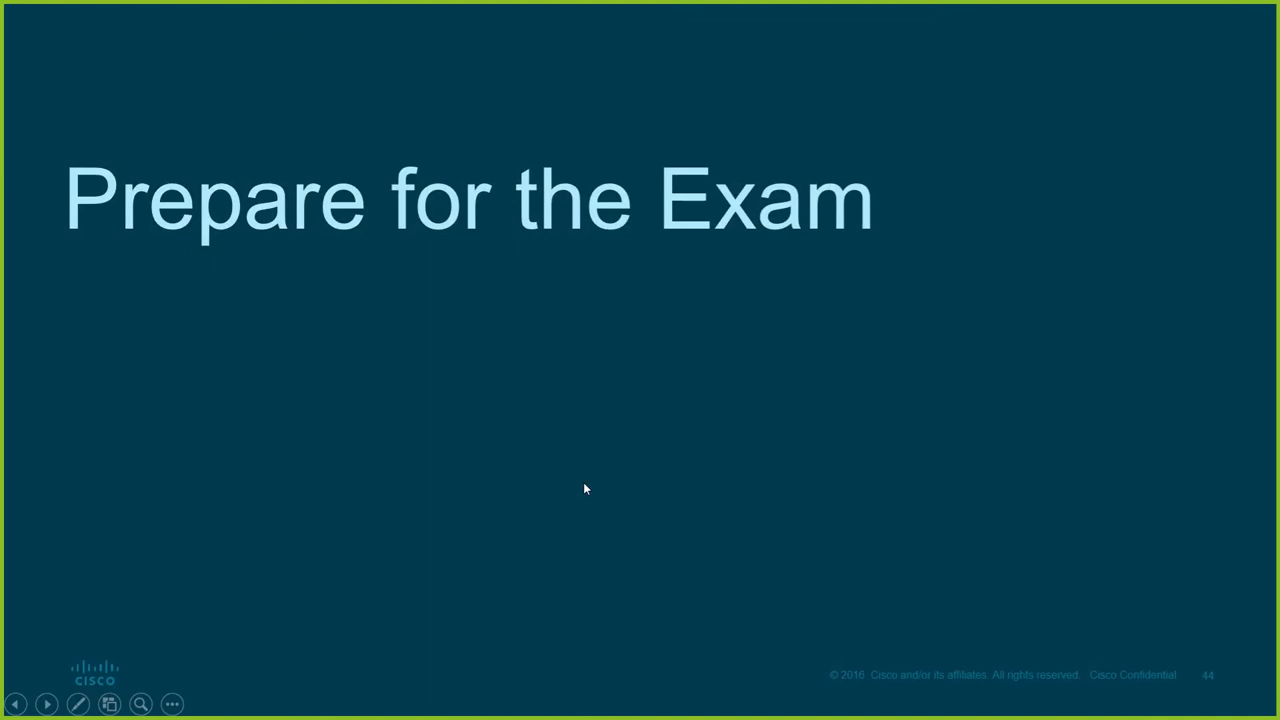 Prepare for the Exam
CISCO
© 2016 Cisco and/or its affiliates. All rights reserved. Cisco Confidential 44